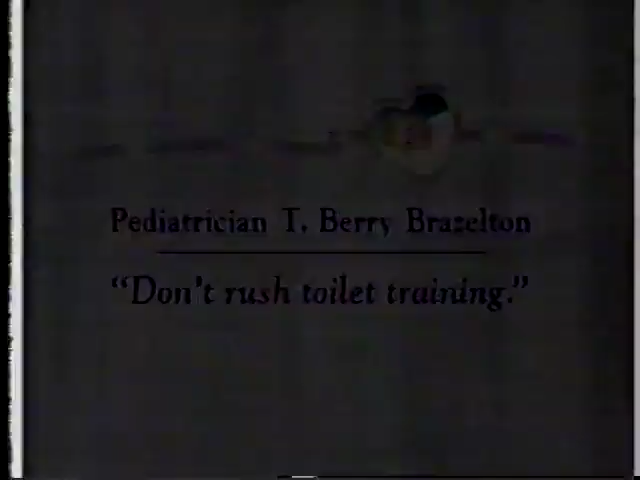 Pediatrician T. Berry Brazelton
“Don't rush toilet training.”